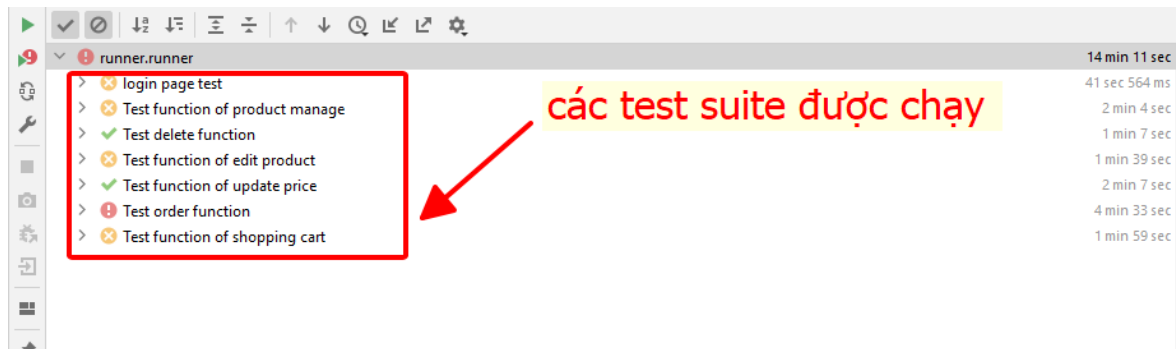 runner.runner 14 min 11 sec
login page test 41 sec 564 ms
Test function of product manage 2 min 4 sec
các test suite được chạy
Test delete function 1 min 7 sec
Test function of edit product 1 min 39 sec
Test function of update price 2 min 7 sec
Test order function 4 min 33 sec
Test function of shopping cart 1 min 59 sec